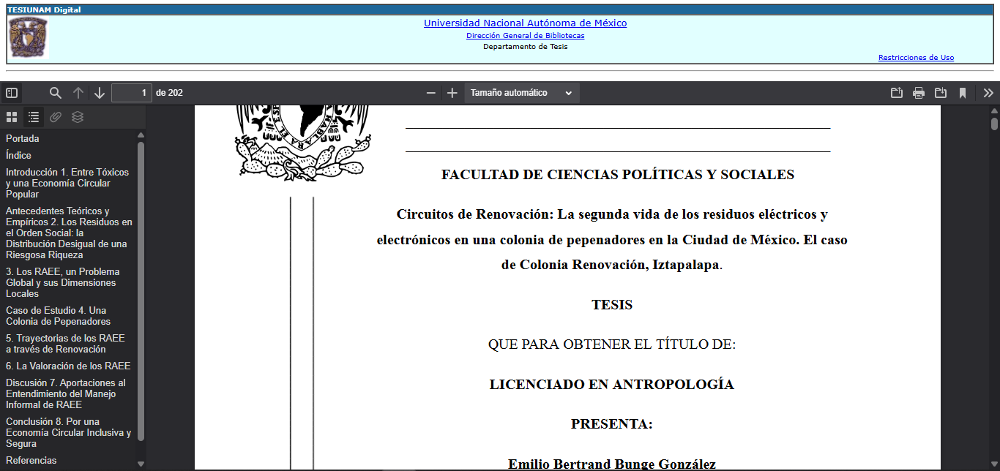 TESIUNAM Digital
Universidad Nacional Autónoma de México
Dirección General de Bibliotecas
Departamento de Tesis
Restricciones de Uso
1 de 202
Tamaño automático
Portada
Índice
Introducción 1. Entre Tóxicos
y una Economía Circular
Popular
Antecedentes Teóricos y
Empíricos 2. Los Residuos en
el Orden Social: la
Distribución Desigual de una
Riesgosa Riqueza
3. Los RAEE, un Problema
Global y sus Dimensiones
Locales
Caso de Estudio 4. Una
Colonia de Pepenadores
5. Trayectorias de los RAEE
a través de Renovación
6. La Valoración de los RAEE
Discusión 7. Aportaciones al
Entendimiento del Manejo
Informal de RAEE
Conclusión 8. Por una
Economía Circular Inclusiva y
Segura
Referencias
HABLARA EL ESPI
FACULTAD DE CIENCIAS POLÍTICAS Y SOCIALES
Circuitos de Renovación: La segunda vida de los residuos eléctricos y
electrónicos en una colonia de pepenadores en la Ciudad de México. El caso
de Colonia Renovación, Iztapalapa.
TESIS
QUE PARA OBTENER EL TÍTULO DE:
LICENCIADO EN ANTROPOLOGÍA
PRESENTA:
Emilio Bertrand Bunge González